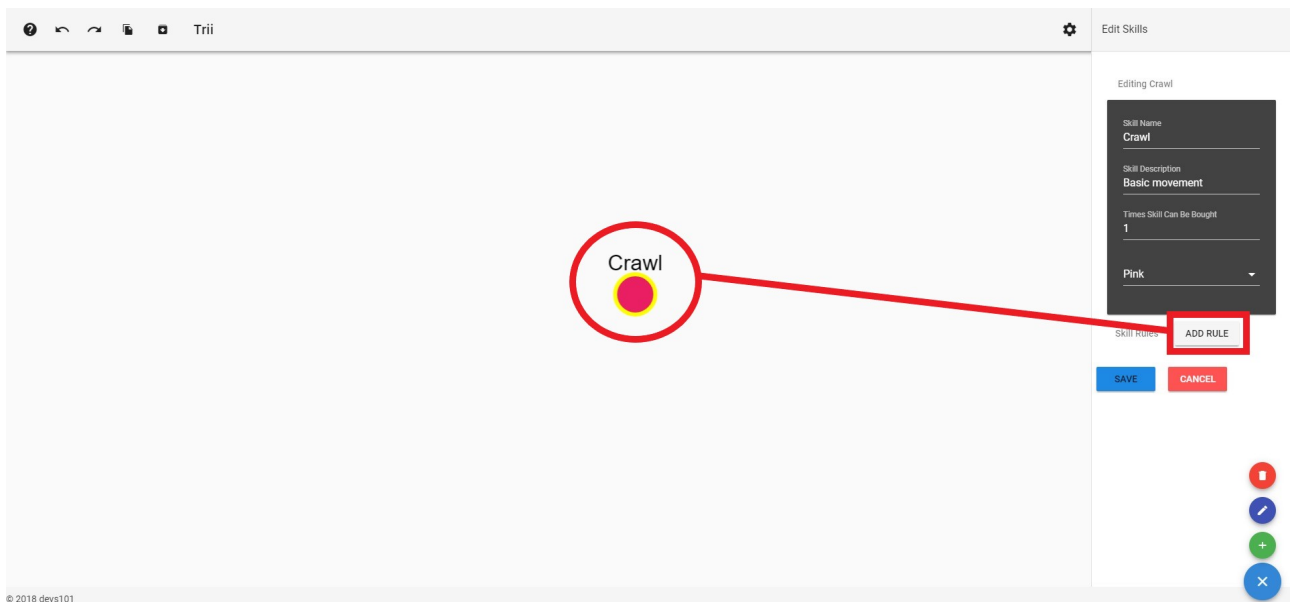 Trii
Edit Skills
Editing Crawl
Skill Name
Crawl
Skill Description
Basic movement
Times Skill Can Be Bought
1
Pink
Crawl
Skill Rules ADD RULE
SAVE CANCEL
© 2018 devs101